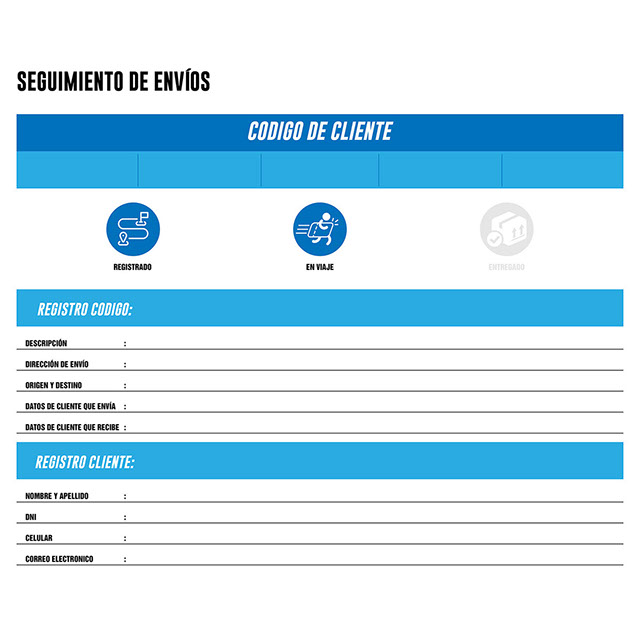 SEGUIMIENTO DE ENVÍOS
CODIGO DE CLIENTE
REGISTRADO
EN VIAJE
ENTREGADO
REGISTRO CODIGO:
DESCRIPCIÓN :
DIRECCIÓN DE ENVÍO :
ORIGEN Y DESTINO :
DATOS DE CLIENTE QUE ENVÍA :
DATOS DE CLIENTE QUE RECIBE :
REGISTRO CLIENTE:
NOMBRE Y APELLIDO :
DNI :
CELULAR :
CORREO ELECTRONICO :